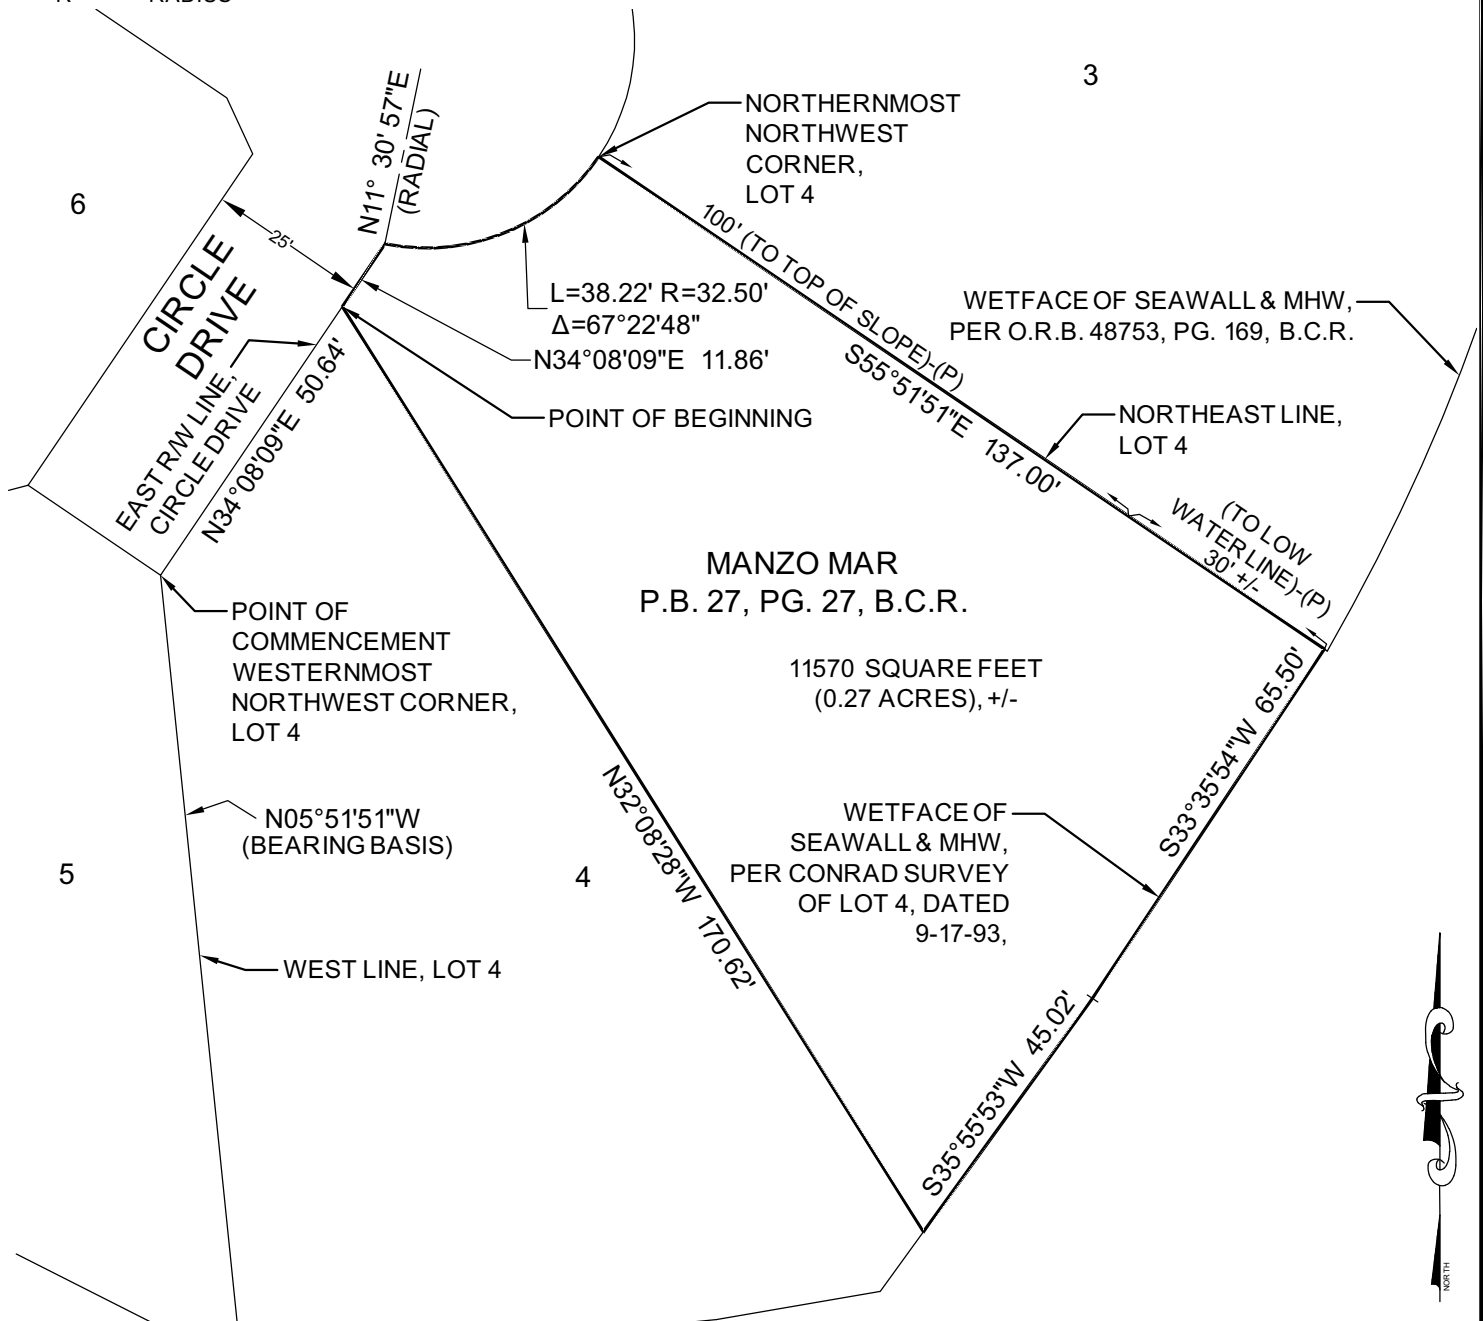 3
NORTHERNMOST
NORTHWEST
CORNER,
LOT 4
N11° 30' 57"E
(RADIAL)
6
25'
CIRCLE
DRIVE
100' (TO TOP OF SLOPE)-(P)
S55°51'51"E 137.00'
L=38.22' R=32.50'
Δ=67°22'48"
N34°08'09"E 11.86'
WETFACE OF SEAWALL & MHW,
PER O.R.B. 48753, PG. 169, B.C.R.
POINT OF BEGINNING
NORTHEAST LINE,
LOT 4
EAST R/W LINE,
CIRCLE DRIVE
N34°08'09"E 50.64'
(TO LOW
WATER LINE)-(P)
30' +/-
MANZO MAR
P.B. 27, PG. 27, B.C.R.
POINT OF
COMMENCEMENT
WESTERNMOST
NORTHWEST CORNER,
LOT 4
11570 SQUARE FEET
(0.27 ACRES), +/-
S33°35'54"W 65.50'
N32°08'28"W 170.62'
N05°51'51"W
(BEARING BASIS)
WETFACE OF
SEAWALL & MHW,
PER CONRAD SURVEY
OF LOT 4, DATED
9-17-93,
5
4
WEST LINE, LOT 4
S35°55'53"W 45.02'
NORTH